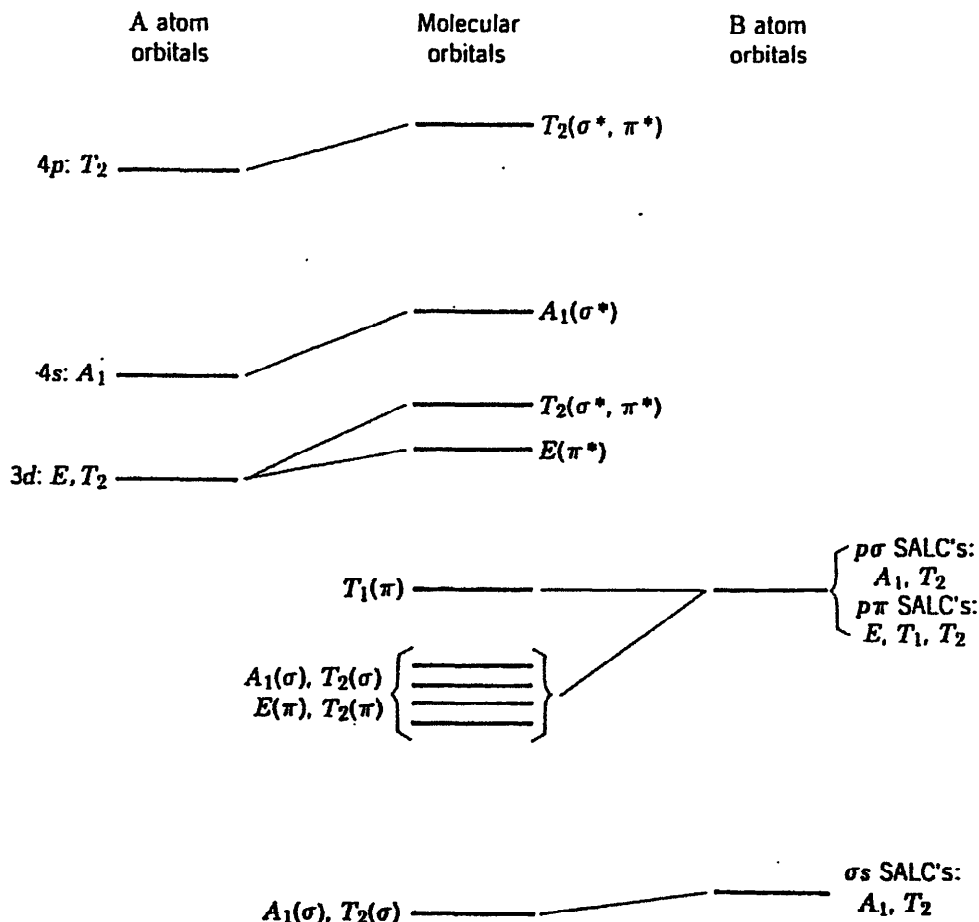 A atom
orbitals
Molecular
orbitals
B atom
orbitals
T₂(σ*, π*)
4p: T₂
A₁(σ*)
4s: A₁
T₂(σ*, π*)
E(π*)
3d: E, T₂
pσ SALC's:
A₁, T₂
pπ SALC's:
E, T₁, T₂
T₁(π)
A₁(σ), T₂(σ)
E(π), T₂(π)
σs SALC's:
A₁, T₂
A₁(σ), T₂(σ)